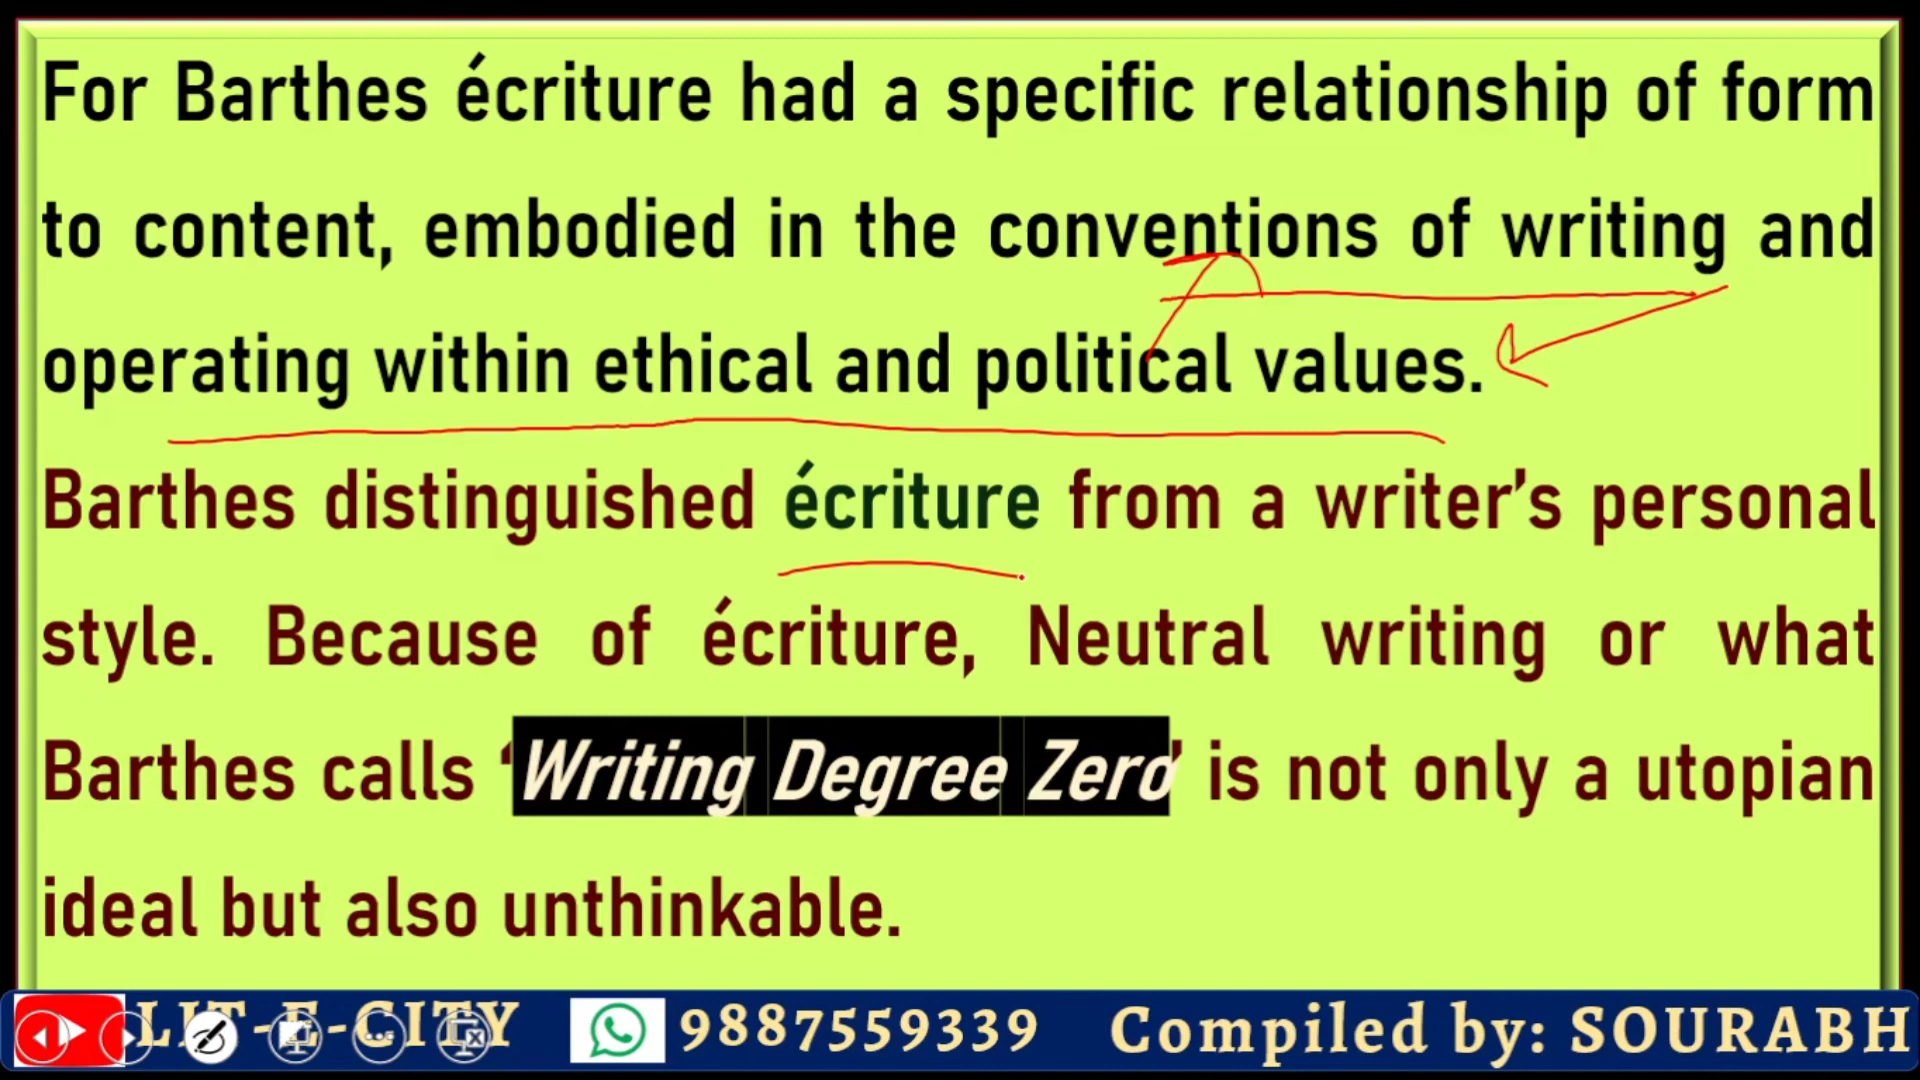 For Barthes écriture had a specific relationship of form
to content, embodied in the conventions of writing and
operating within ethical and political values.
Barthes distinguished écriture from a writer’s personal
style. Because of écriture, Neutral writing or what
Barthes calls ‘Writing Degree Zero’ is not only a utopian
ideal but also unthinkable.
LIT-E-CITY 9887559339 Compiled by: SOURABH